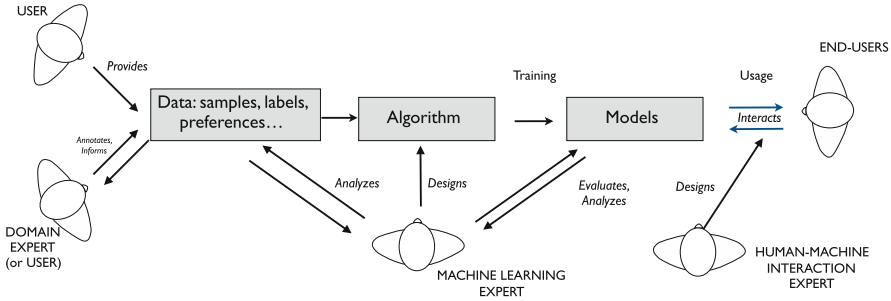 USER
Provides
Annotates,
Informs
DOMAIN
EXPERT
(or USER)
Data: samples, labels,
preferences…
Analyzes
Algorithm
Designs
MACHINE LEARNING
EXPERT
Training
Models
Evaluates,
Analyzes
Usage
Interacts
END-USERS
Designs
HUMAN-MACHINE
INTERACTION
EXPERT